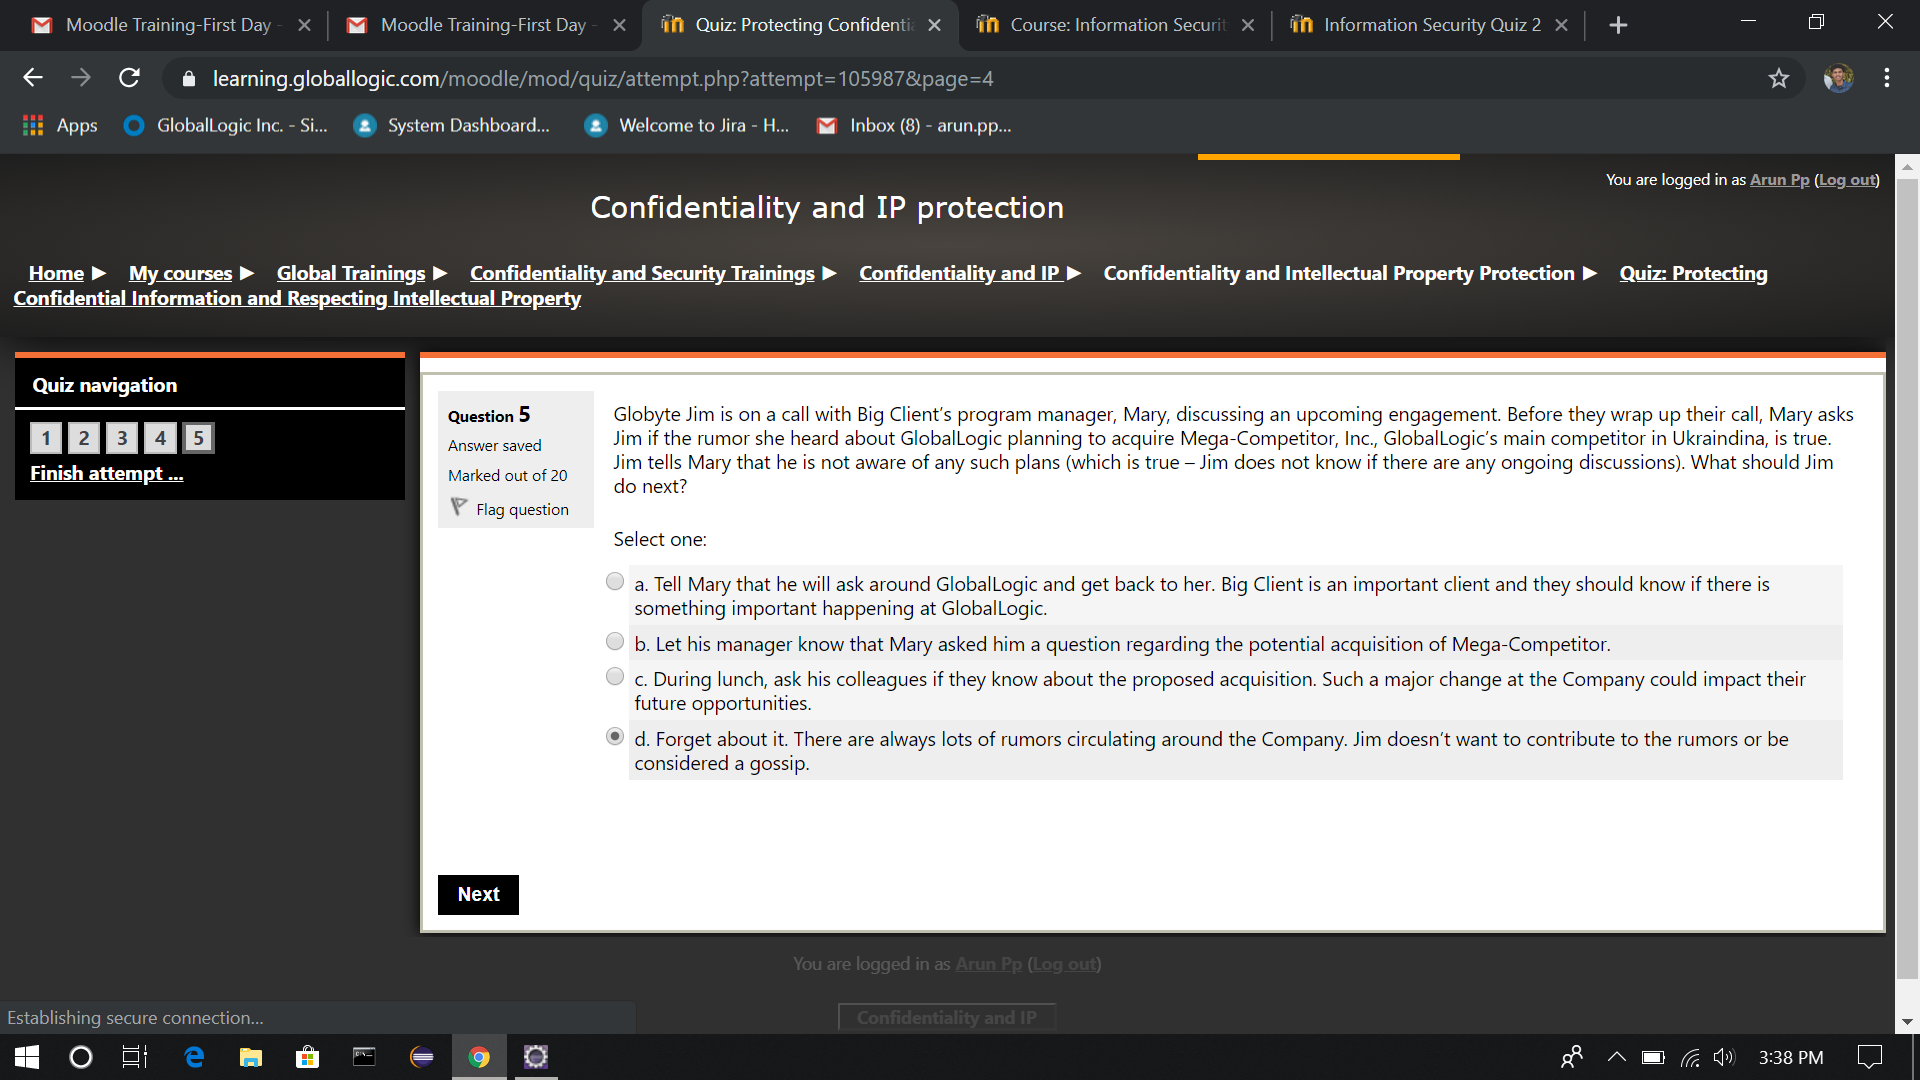 Moodle Training-First Day - Moodle Training-First Day - Quiz: Protecting Confidentia Course: Information Securit Information Security Quiz 2
learning.globallogic.com/moodle/mod/quiz/attempt.php?attempt=105987&page=4
Apps GlobalLogic Inc. - Si... System Dashboard... Welcome to Jira - H... Inbox (8) - arun.pp...
You are logged in as Arun Pp (Log out)
Confidentiality and IP protection
Home ► My courses ► Global Trainings ► Confidentiality and Security Trainings ► Confidentiality and IP ► Confidentiality and Intellectual Property Protection ► Quiz: Protecting
Confidential Information and Respecting Intellectual Property
Quiz navigation
1 2 3 4 5
Finish attempt ...
Question 5
Answer saved
Marked out of 20
Flag question
Globyte Jim is on a call with Big Client's program manager, Mary, discussing an upcoming engagement. Before they wrap up their call, Mary asks
Jim if the rumor she heard about GlobalLogic planning to acquire Mega-Competitor, Inc., GlobalLogic's main competitor in Ukraindina, is true.
Jim tells Mary that he is not aware of any such plans (which is true – Jim does not know if there are any ongoing discussions). What should Jim
do next?
Select one:
a. Tell Mary that he will ask around GlobalLogic and get back to her. Big Client is an important client and they should know if there is
something important happening at GlobalLogic.
b. Let his manager know that Mary asked him a question regarding the potential acquisition of Mega-Competitor.
c. During lunch, ask his colleagues if they know about the proposed acquisition. Such a major change at the Company could impact their
future opportunities.
d. Forget about it. There are always lots of rumors circulating around the Company. Jim doesn't want to contribute to the rumors or be
considered a gossip.
Next
You are logged in as Arun Pp (Log out)
Confidentiality and IP
Establishing secure connection...
3:38 PM